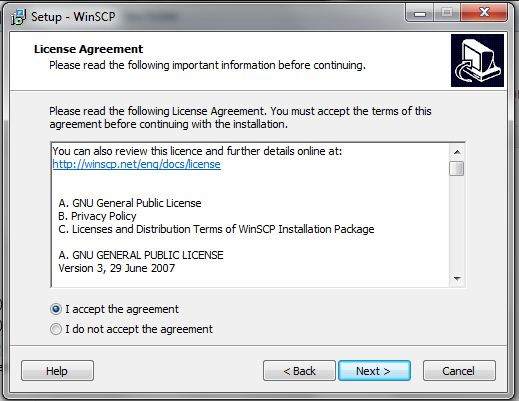 Setup - WinSCP
License Agreement
Please read the following important information before continuing.
Please read the following License Agreement. You must accept the terms of this
agreement before continuing with the installation.
You can also review this licence and further details online at:
http://winscp.net/eng/docs/license
A. GNU General Public License
B. Privacy Policy
C. Licenses and Distribution Terms of WinSCP Installation Package
A. GNU GENERAL PUBLIC LICENSE
Version 3, 29 June 2007
I accept the agreement
I do not accept the agreement
Help
< Back
Next >
Cancel